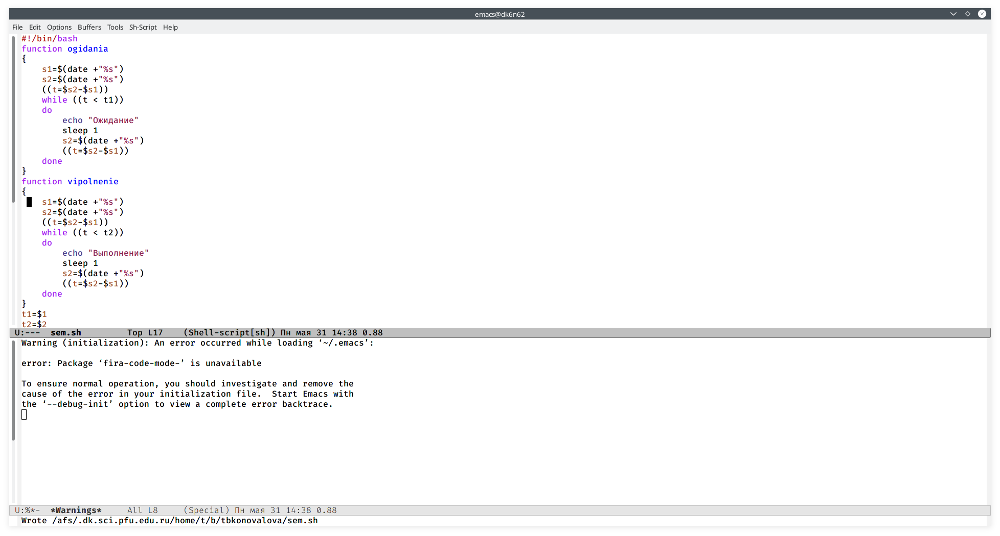 emacs@dk6n62
File Edit Options Buffers Tools Sh-Script Help
#!/bin/bash
function ogidania
{
    s1=$(date +"%s")
    s2=$(date +"%s")
    ((t=$s2-$s1))
    while ((t < t1))
    do
        echo "Ожидание"
        sleep 1
        s2=$(date +"%s")
        ((t=$s2-$s1))
    done
}
function vipolnenie
{
    s1=$(date +"%s")
    s2=$(date +"%s")
    ((t=$s2-$s1))
    while ((t < t2))
    do
        echo "Выполнение"
        sleep 1
        s2=$(date +"%s")
        ((t=$s2-$s1))
    done
}
t1=$1
t2=$2
U:---  sem.sh         Top L17    (Shell-script[sh]) Пн мая 31 14:38 0.88
Warning (initialization): An error occurred while loading ‘~/.emacs’:
error: Package ‘fira-code-mode-’ is unavailable
To ensure normal operation, you should investigate and remove the
cause of the error in your initialization file.  Start Emacs with
the ‘--debug-init’ option to view a complete error backtrace.
U:%*-  *Warnings*     All L8     (Special) Пн мая 31 14:38 0.88
Wrote /afs/.dk.sci.pfu.edu.ru/home/t/b/tbkonovalova/sem.sh